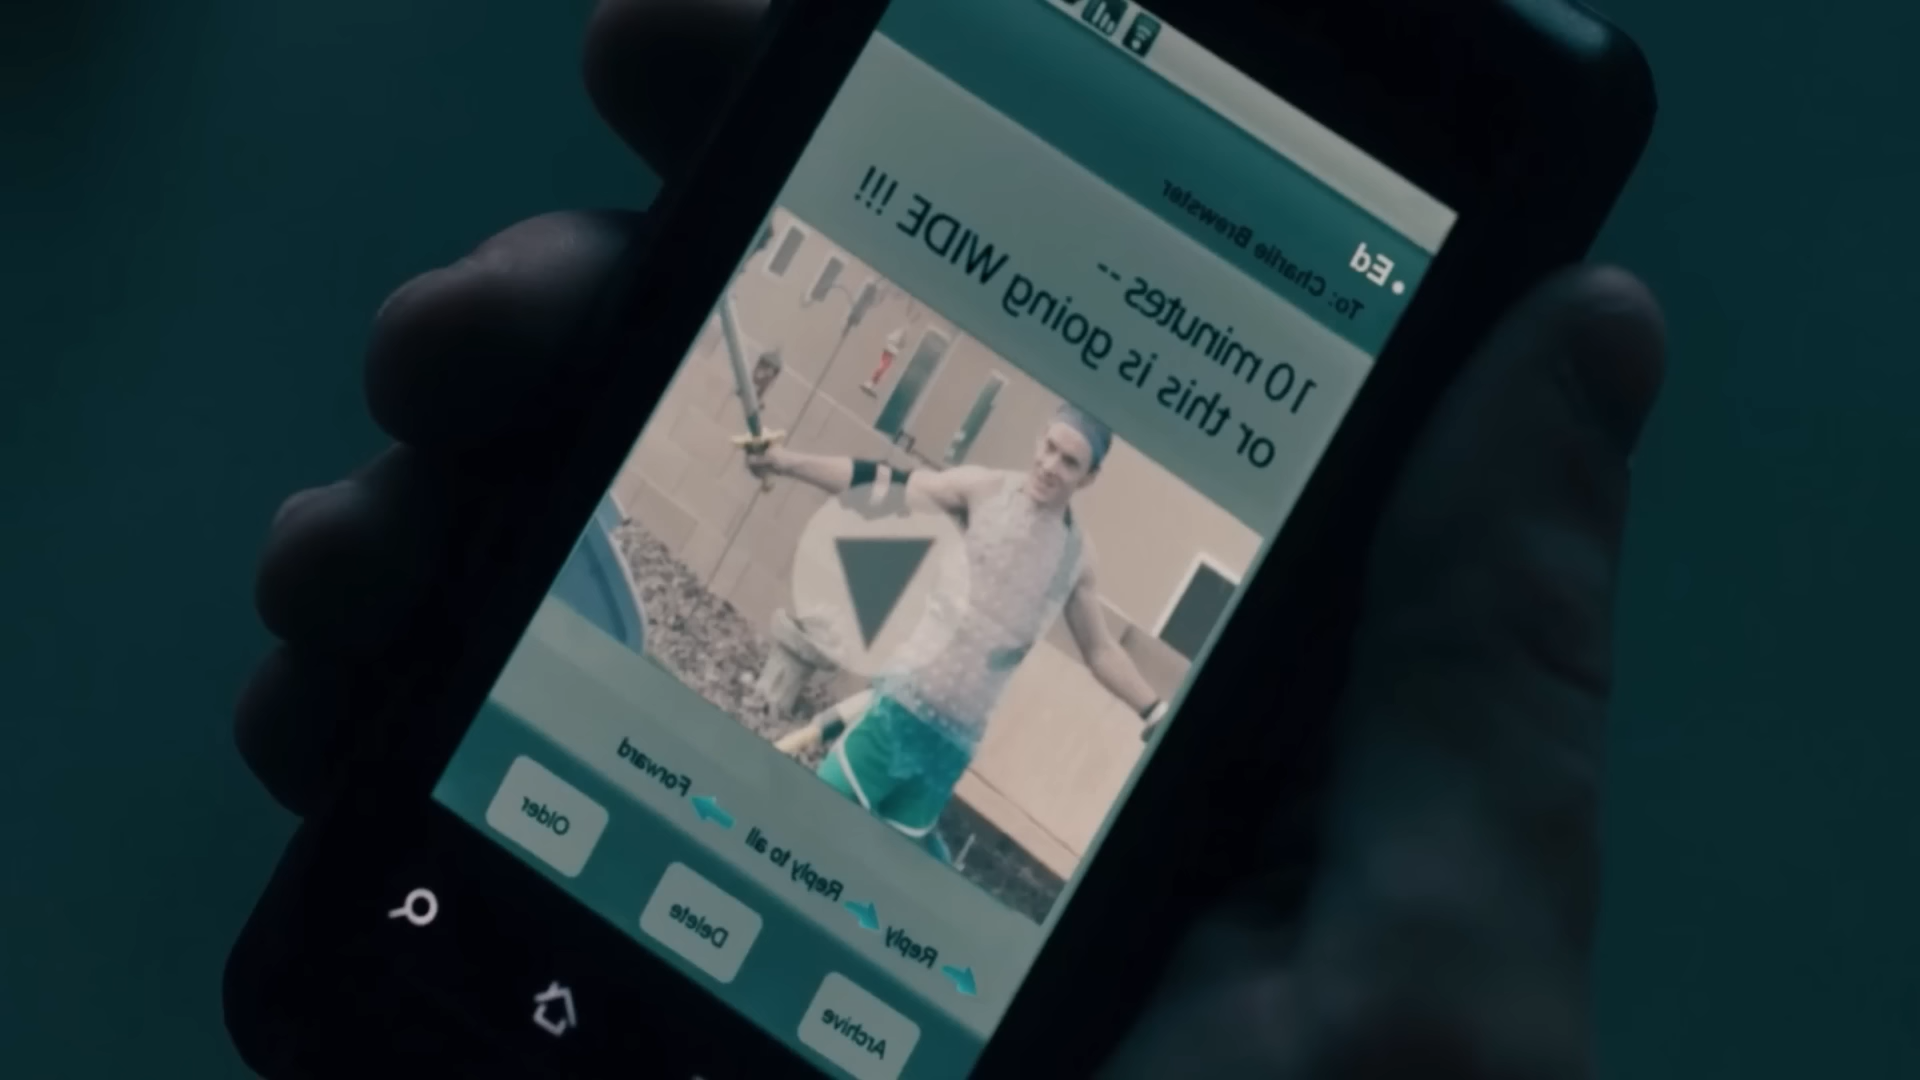 Ed
To: Charlie Brewster
10 minutes --
or this is going WIDE !!!
Reply
Reply to all
Forward
Archive
Delete
Older